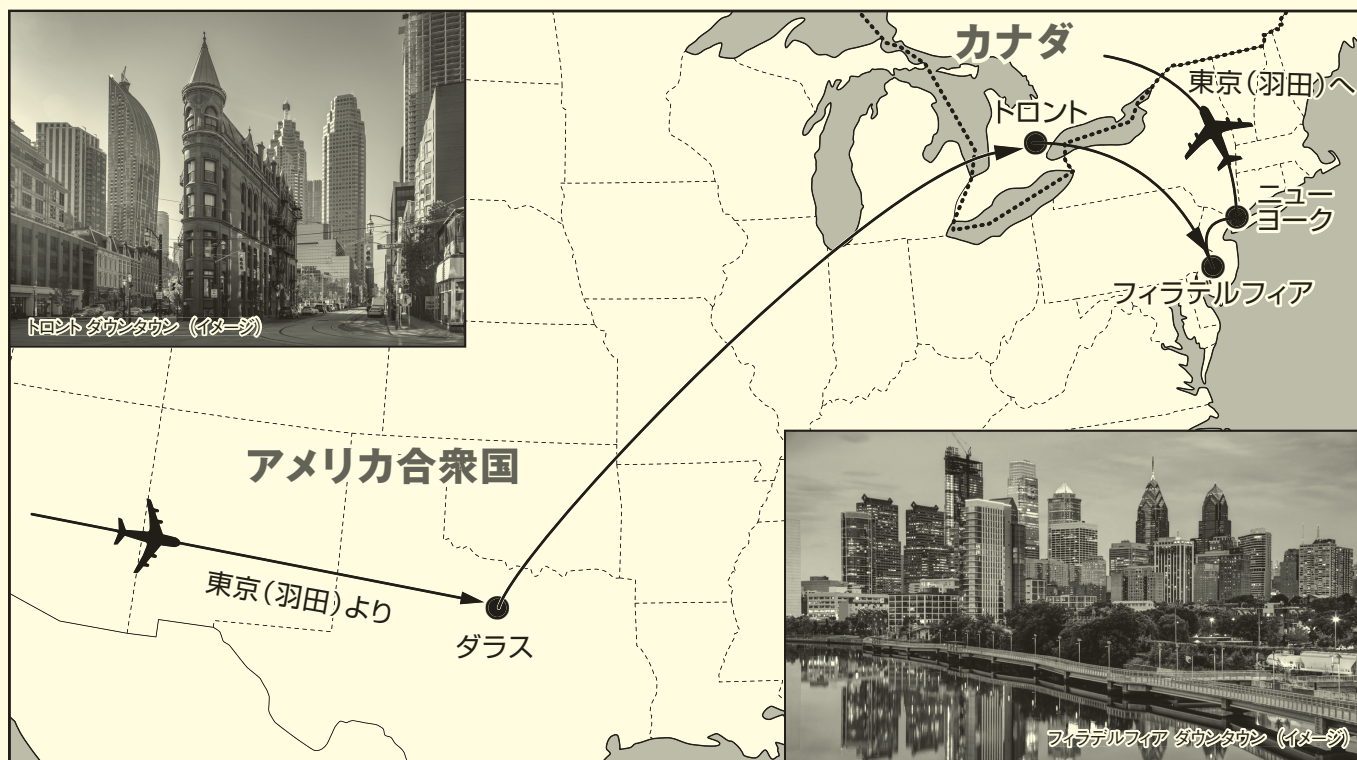 カナダ
東京(羽田)へ
トロント
ニュー
ヨーク
フィラデルフィア
トロント ダウンタウン (イメージ)
アメリカ合衆国
東京(羽田)より
ダラス
フィラデルフィア ダウンタウン (イメージ)